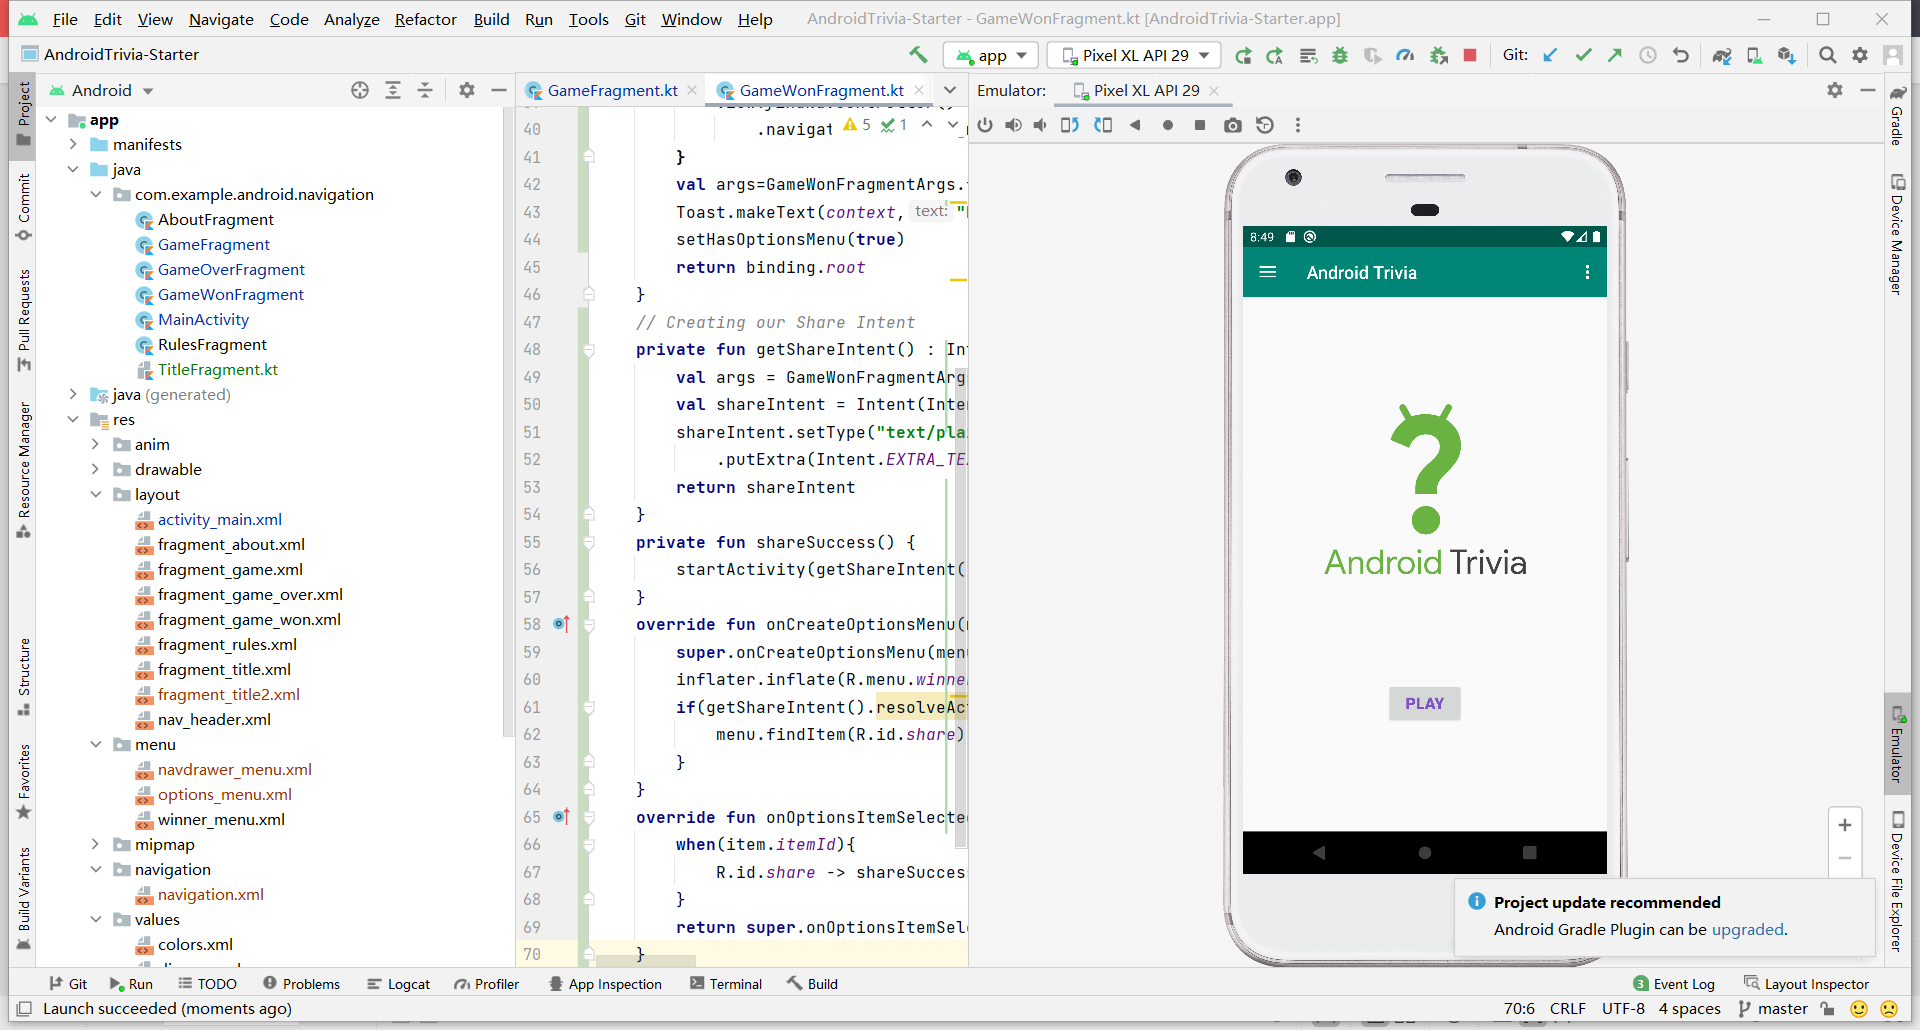 File Edit View Navigate Code Analyze Refactor Build Run Tools Git Window Help AndroidTrivia-Starter - GameWonFragment.kt [AndroidTrivia-Starter.app]
AndroidTrivia-Starter app Pixel XL API 29 Git:
Project
Commit
Pull Requests
Resource Manager
Structure
Favorites
Build Variants
Android
app
manifests
java
com.example.android.navigation
AboutFragment
GameFragment
GameOverFragment
GameWonFragment
MainActivity
RulesFragment
TitleFragment.kt
java (generated)
res
anim
drawable
layout
activity_main.xml
fragment_about.xml
fragment_game.xml
fragment_game_over.xml
fragment_game_won.xml
fragment_rules.xml
fragment_title.xml
fragment_title2.xml
nav_header.xml
menu
navdrawer_menu.xml
options_menu.xml
winner_menu.xml
mipmap
navigation
navigation.xml
values
colors.xml
GameFragment.kt GameWonFragment.kt
5 1
40 .navigat
41 }
42 val args=GameWonFragmentArgs.
43 Toast.makeText(context, text: "
44 setHasOptionsMenu(true)
45 return binding.root
46 }
47 // Creating our Share Intent
48 private fun getShareIntent() : Int
49 val args = GameWonFragmentArgs
50 val shareIntent = Intent(Inte
51 shareIntent.setType("text/pla
52 .putExtra(Intent.EXTRA_TE
53 return shareIntent
54 }
55 private fun shareSuccess() {
56 startActivity(getShareIntent(
57 }
58 override fun onCreateOptionsMenu(
59 super.onCreateOptionsMenu(menu
60 inflater.inflate(R.menu.winne
61 if(getShareIntent().resolveAc
62 menu.findItem(R.id.share)
63 }
64 }
65 override fun onOptionsItemSelecte
66 when(item.itemId){
67 R.id.share -> shareSucces
68 }
69 return super.onOptionsItemSel
70 }
Emulator: Pixel XL API 29
8:49
Android Trivia
Android Trivia
PLAY
+
−
Project update recommended
Android Gradle Plugin can be upgraded.
Gradle
Device Manager
Emulator
Device File Explorer
Git Run TODO Problems Logcat Profiler App Inspection Terminal Build 3 Event Log Layout Inspector
Launch succeeded (moments ago) 70:6 CRLF UTF-8 4 spaces master